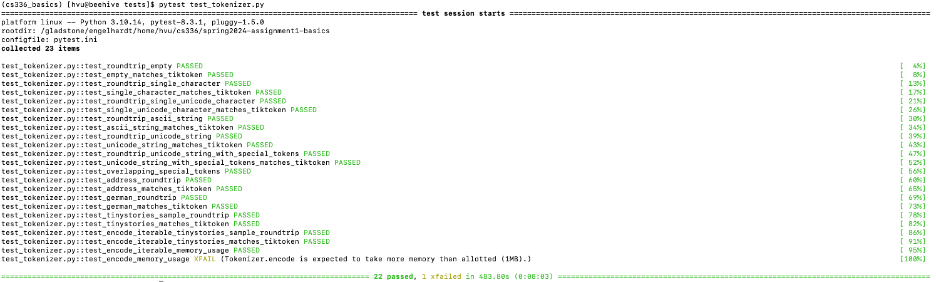 (cs336_basics) [hvu@beehive tests]$ pytest test_tokenizer.py
test session starts
platform linux -- Python 3.10.14, pytest-8.3.1, pluggy-1.5.0
rootdir: /gladstone/engelhardt/home/hvu/cs336/spring2024-assignment1-basics
configfile: pytest.ini
collected 23 items
test_tokenizer.py::test_roundtrip_empty PASSED [ 4%]
test_tokenizer.py::test_empty_matches_tiktoken PASSED [ 8%]
test_tokenizer.py::test_roundtrip_single_character PASSED [ 13%]
test_tokenizer.py::test_single_character_matches_tiktoken PASSED [ 17%]
test_tokenizer.py::test_roundtrip_single_unicode_character PASSED [ 21%]
test_tokenizer.py::test_single_unicode_character_matches_tiktoken PASSED [ 26%]
test_tokenizer.py::test_roundtrip_ascii_string PASSED [ 30%]
test_tokenizer.py::test_ascii_string_matches_tiktoken PASSED [ 34%]
test_tokenizer.py::test_roundtrip_unicode_string PASSED [ 39%]
test_tokenizer.py::test_unicode_string_matches_tiktoken PASSED [ 43%]
test_tokenizer.py::test_roundtrip_unicode_string_with_special_tokens PASSED [ 47%]
test_tokenizer.py::test_unicode_string_with_special_tokens_matches_tiktoken PASSED [ 52%]
test_tokenizer.py::test_overlapping_special_tokens PASSED [ 56%]
test_tokenizer.py::test_address_roundtrip PASSED [ 60%]
test_tokenizer.py::test_address_matches_tiktoken PASSED [ 65%]
test_tokenizer.py::test_german_roundtrip PASSED [ 69%]
test_tokenizer.py::test_german_matches_tiktoken PASSED [ 73%]
test_tokenizer.py::test_tinystories_sample_roundtrip PASSED [ 78%]
test_tokenizer.py::test_tinystories_matches_tiktoken PASSED [ 82%]
test_tokenizer.py::test_encode_iterable_tinystories_sample_roundtrip PASSED [ 86%]
test_tokenizer.py::test_encode_iterable_tinystories_matches_tiktoken PASSED [ 91%]
test_tokenizer.py::test_encode_iterable_memory_usage PASSED [ 95%]
test_tokenizer.py::test_encode_memory_usage XFAIL (Tokenizer.encode is expected to take more memory than allotted (1MB).) [100%]
22 passed, 1 xfailed in 483.80s (0:08:03)